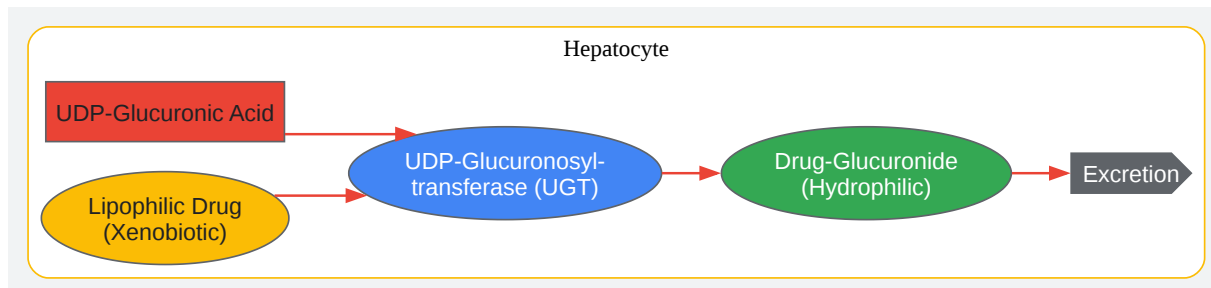 Hepatocyte
UDP-Glucuronic Acid
Lipophilic Drug
(Xenobiotic)
UDP-Glucuronosyl-
transferase (UGT)
Drug-Glucuronide
(Hydrophilic)
Excretion